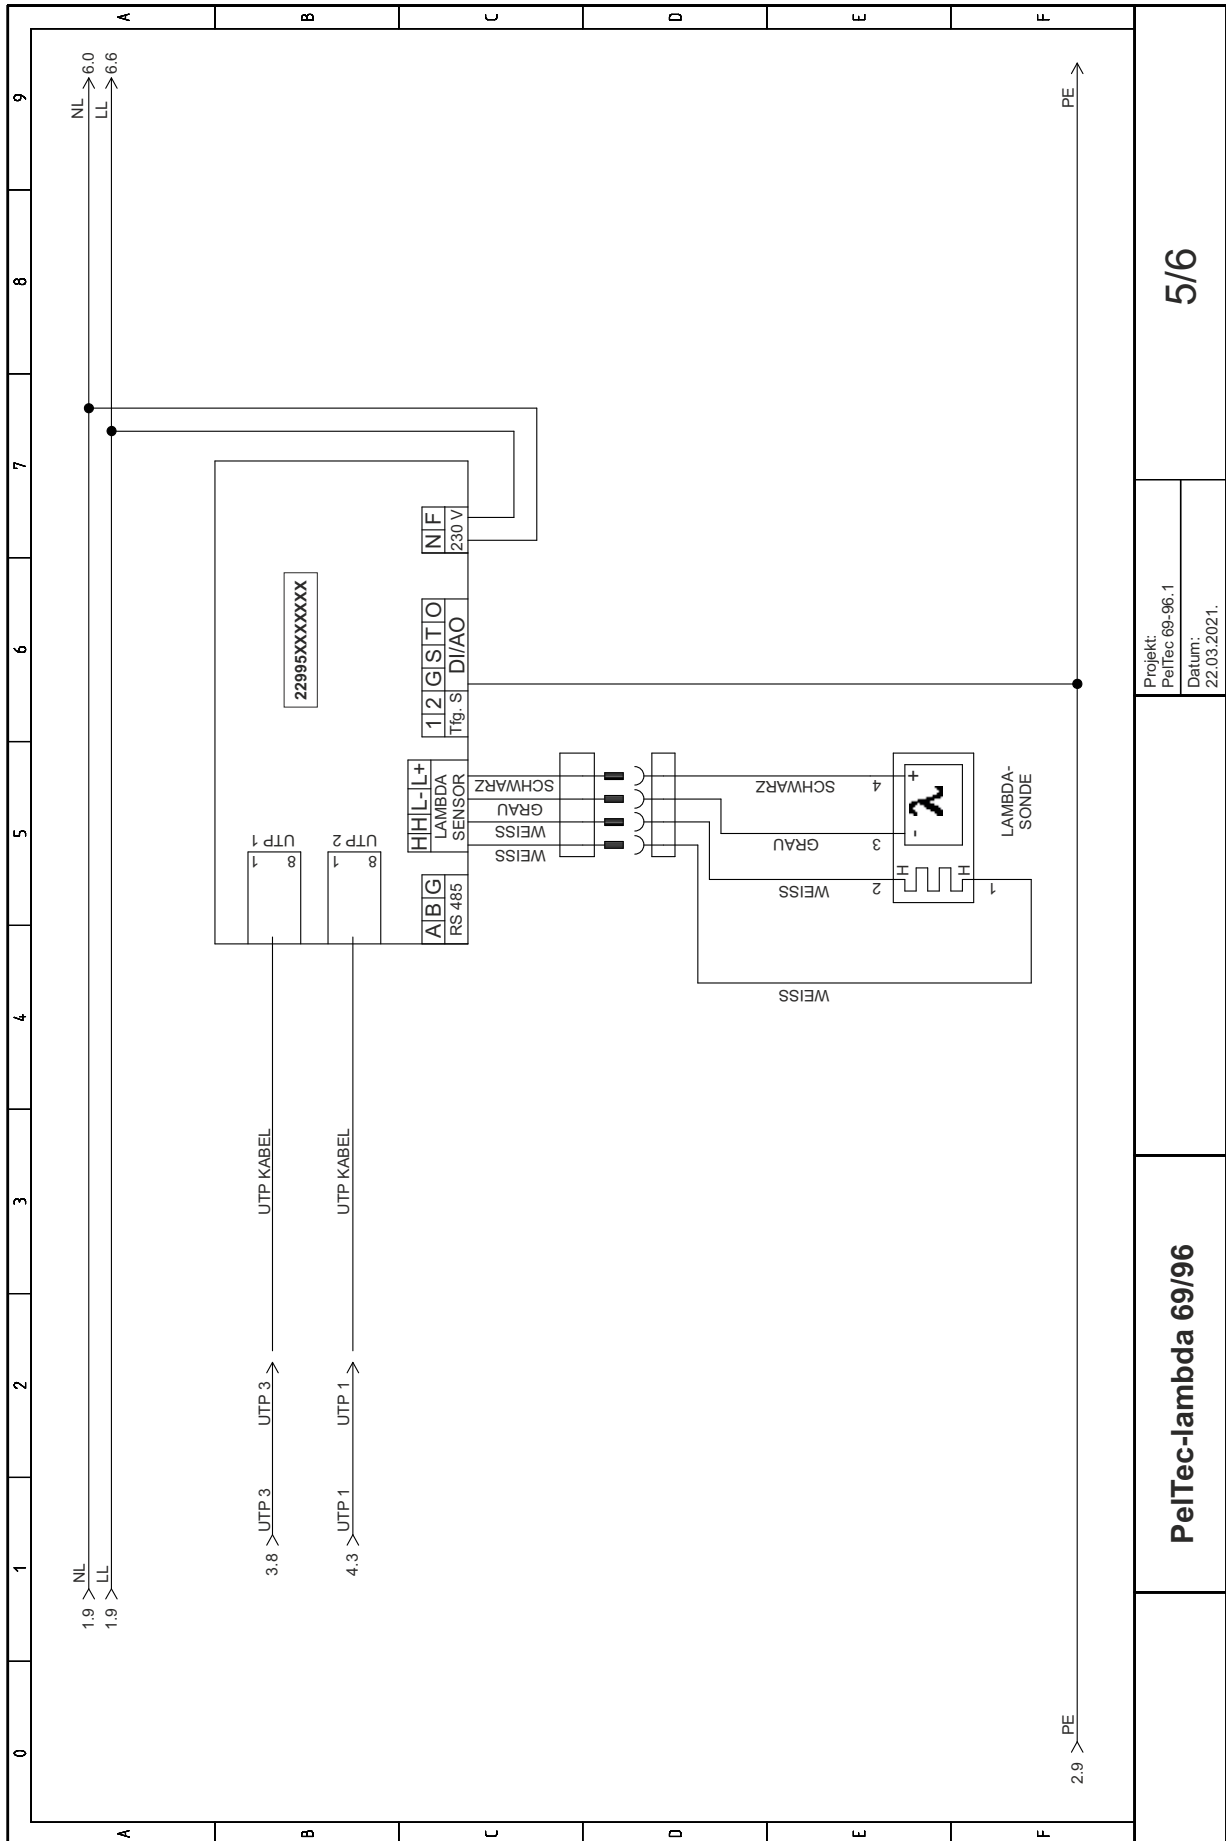 0 1 2 3 4 5 6 7 8 9
A
A
B
B
C
C
D
D
E
E
F
F
1.9 NL
1.9 LL
NL 6.0
LL 6.6
3.8 UTP 3
UTP 3
UTP KABEL
4.3 UTP 1
UTP 1
UTP KABEL
1 8
UTP 1
1 8
UTP 2
22995XXXXXXX
A B G
RS 485
H H L- L+
LAMBDA
SENSOR
1 2 G S T O
Tfg. S
DI/AO
N F
230 V
WEISS
WEISS
GRAU
SCHWARZ
WEISS
WEISS
GRAU
SCHWARZ
1
2
3
4
H
H
-
+
λ
LAMBDA-
SONDE
2.9 PE
PE
PelTec-lambda 69/96
Projekt:
PelTec 69-96.1
Datum:
22.03.2021.
5/6